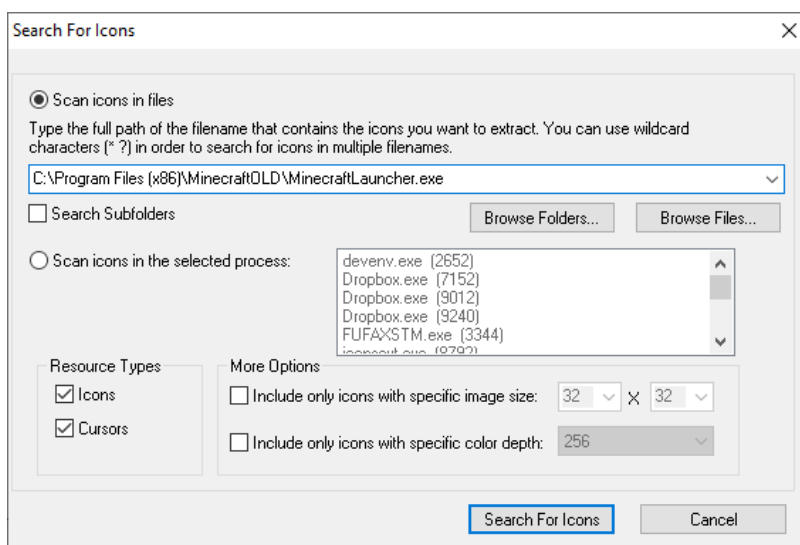 Search For Icons
Scan icons in files
Type the full path of the filename that contains the icons you want to extract. You can use wildcard
characters (* ?) in order to search for icons in multiple filenames.
C:\Program Files (x86)\MinecraftOLD\MinecraftLauncher.exe
Search Subfolders
Browse Folders...
Browse Files...
Scan icons in the selected process:
devenv.exe (2652)
Dropbox.exe (7152)
Dropbox.exe (9012)
Dropbox.exe (9240)
FUFAXSTM.exe (3344)
Resource Types
Icons
Cursors
More Options
Include only icons with specific image size:
32 X 32
Include only icons with specific color depth:
256
Search For Icons
Cancel